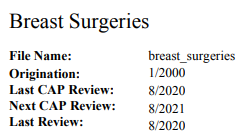 Breast Surgeries
File Name: breast_surgeries
Origination: 1/2000
Last CAP Review: 8/2020
Next CAP Review: 8/2021
Last Review: 8/2020